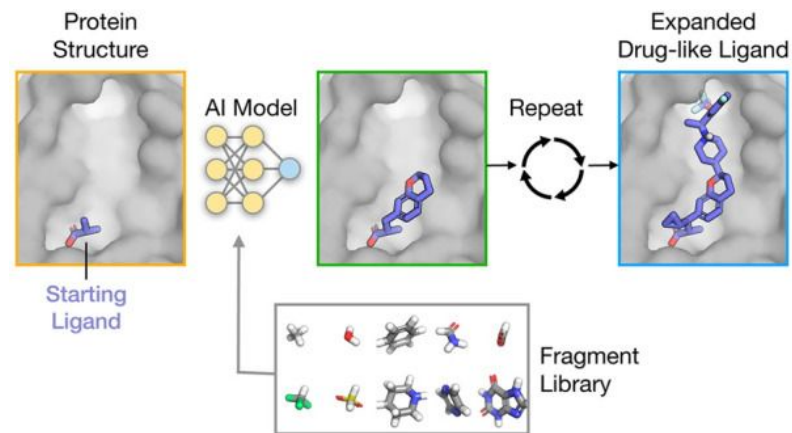 Protein
Structure
AI Model
Repeat
Expanded
Drug-like Ligand
Starting
Ligand
Fragment
Library